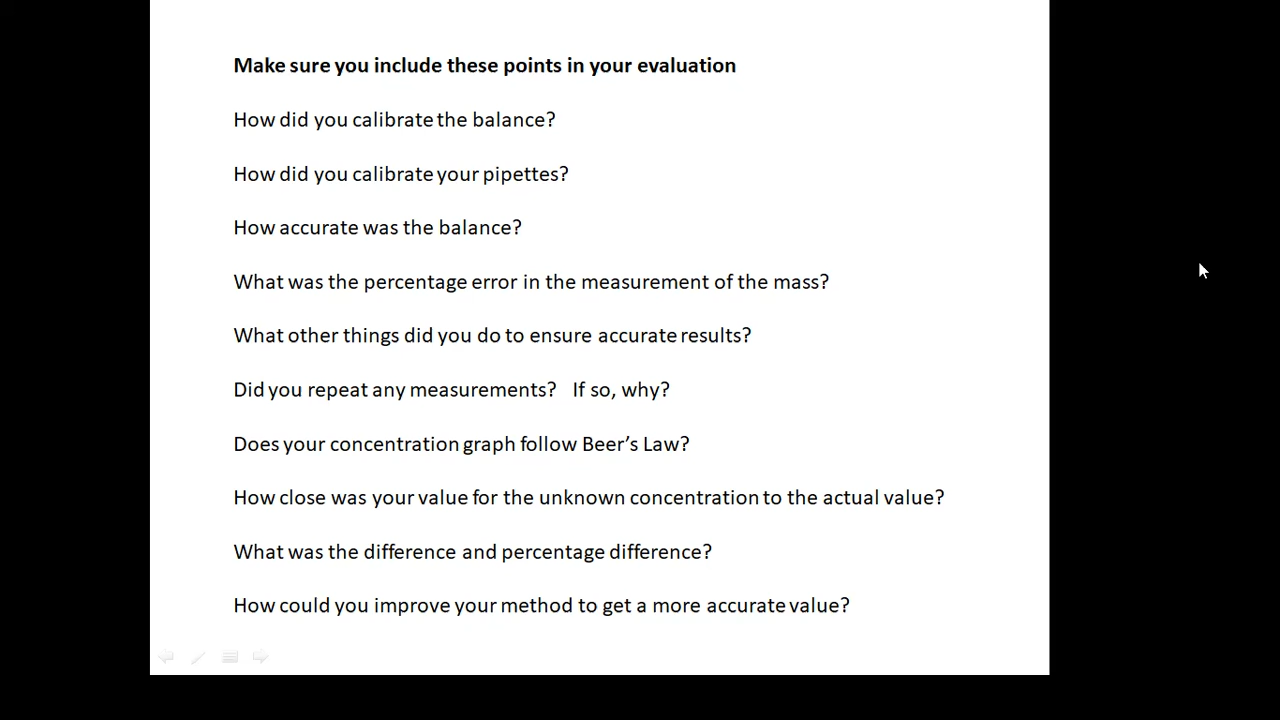 Make sure you include these points in your evaluation
How did you calibrate the balance?
How did you calibrate your pipettes?
How accurate was the balance?
What was the percentage error in the measurement of the mass?
What other things did you do to ensure accurate results?
Did you repeat any measurements? If so, why?
Does your concentration graph follow Beer’s Law?
How close was your value for the unknown concentration to the actual value?
What was the difference and percentage difference?
How could you improve your method to get a more accurate value?